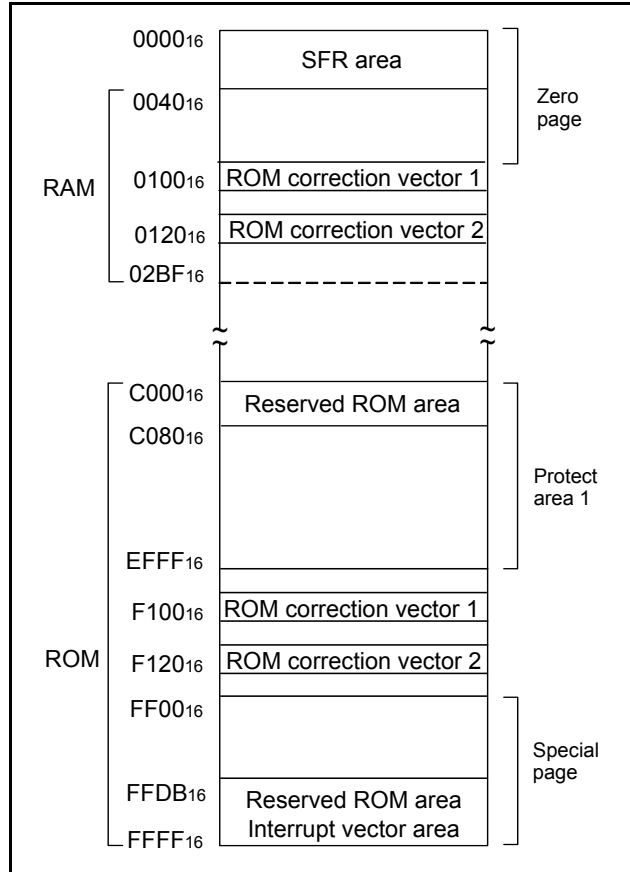 0000₁₆
SFR area
0040₁₆
Zero
page
RAM
0100₁₆ ROM correction vector 1
0120₁₆ ROM correction vector 2
02BF₁₆
C000₁₆
Reserved ROM area
C080₁₆
Protect
area 1
EFFF₁₆
F100₁₆ ROM correction vector 1
ROM
F120₁₆ ROM correction vector 2
FF00₁₆
Special
page
FFDB₁₆
Reserved ROM area
Interrupt vector area
FFFF₁₆